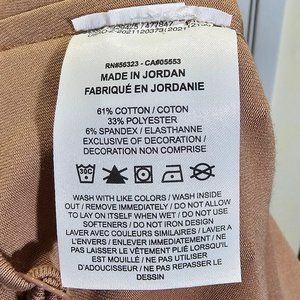 RN#56323 - CA#05553
MADE IN JORDAN
FABRIQUÉ EN JORDANIE
61% COTTON / COTON
33% POLYESTER
6% SPANDEX / ELASTHANNE
EXCLUSIVE OF DECORATION /
DECORATION NON COMPRISE
30C
WASH WITH LIKE COLORS / WASH INSIDE
OUT / REMOVE IMMEDIATELY / DO NOT ALLOW
TO LAY ON ITSELF WHEN WET / DO NOT USE
SOFTENERS / DO NOT IRON DESIGN
LAVER AVEC COULEURS SIMILAIRES / LAVER A
L'ENVERS / ENLEVER IMMEDIATEMENT / NE
PAS LAISSER LE VÊTEMENT PLIÉ LORSQU'IL
EST MOUILLÉ / NE PAS UTILISER
D'ADOUCISSEUR / NE PAS REPASSER LE
DESSIN